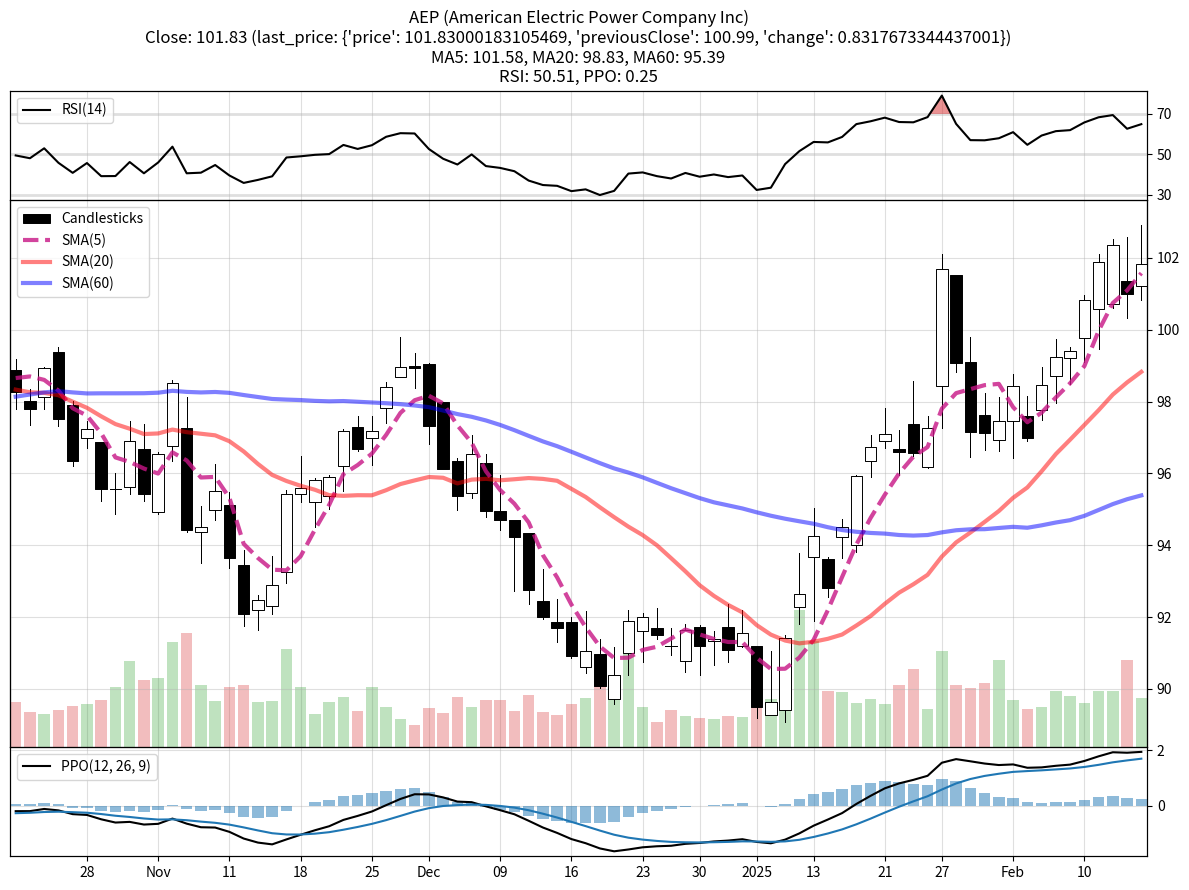 AEP (American Electric Power Company Inc)
Close: 101.83 (last_price: {'price': 101.83000183105469, 'previousClose': 100.99, 'change': 0.8317673344437001})
MA5: 101.58, MA20: 98.83, MA60: 95.39
RSI: 50.51, PPO: 0.25
RSI(14)
70
50
30
Candlesticks
SMA(5)
SMA(20)
SMA(60)
102
100
98
96
94
92
90
PPO(12, 26, 9)
2
0
28 Nov 11 18 25 Dec 09 16 23 30 2025 13 21 27 Feb 10